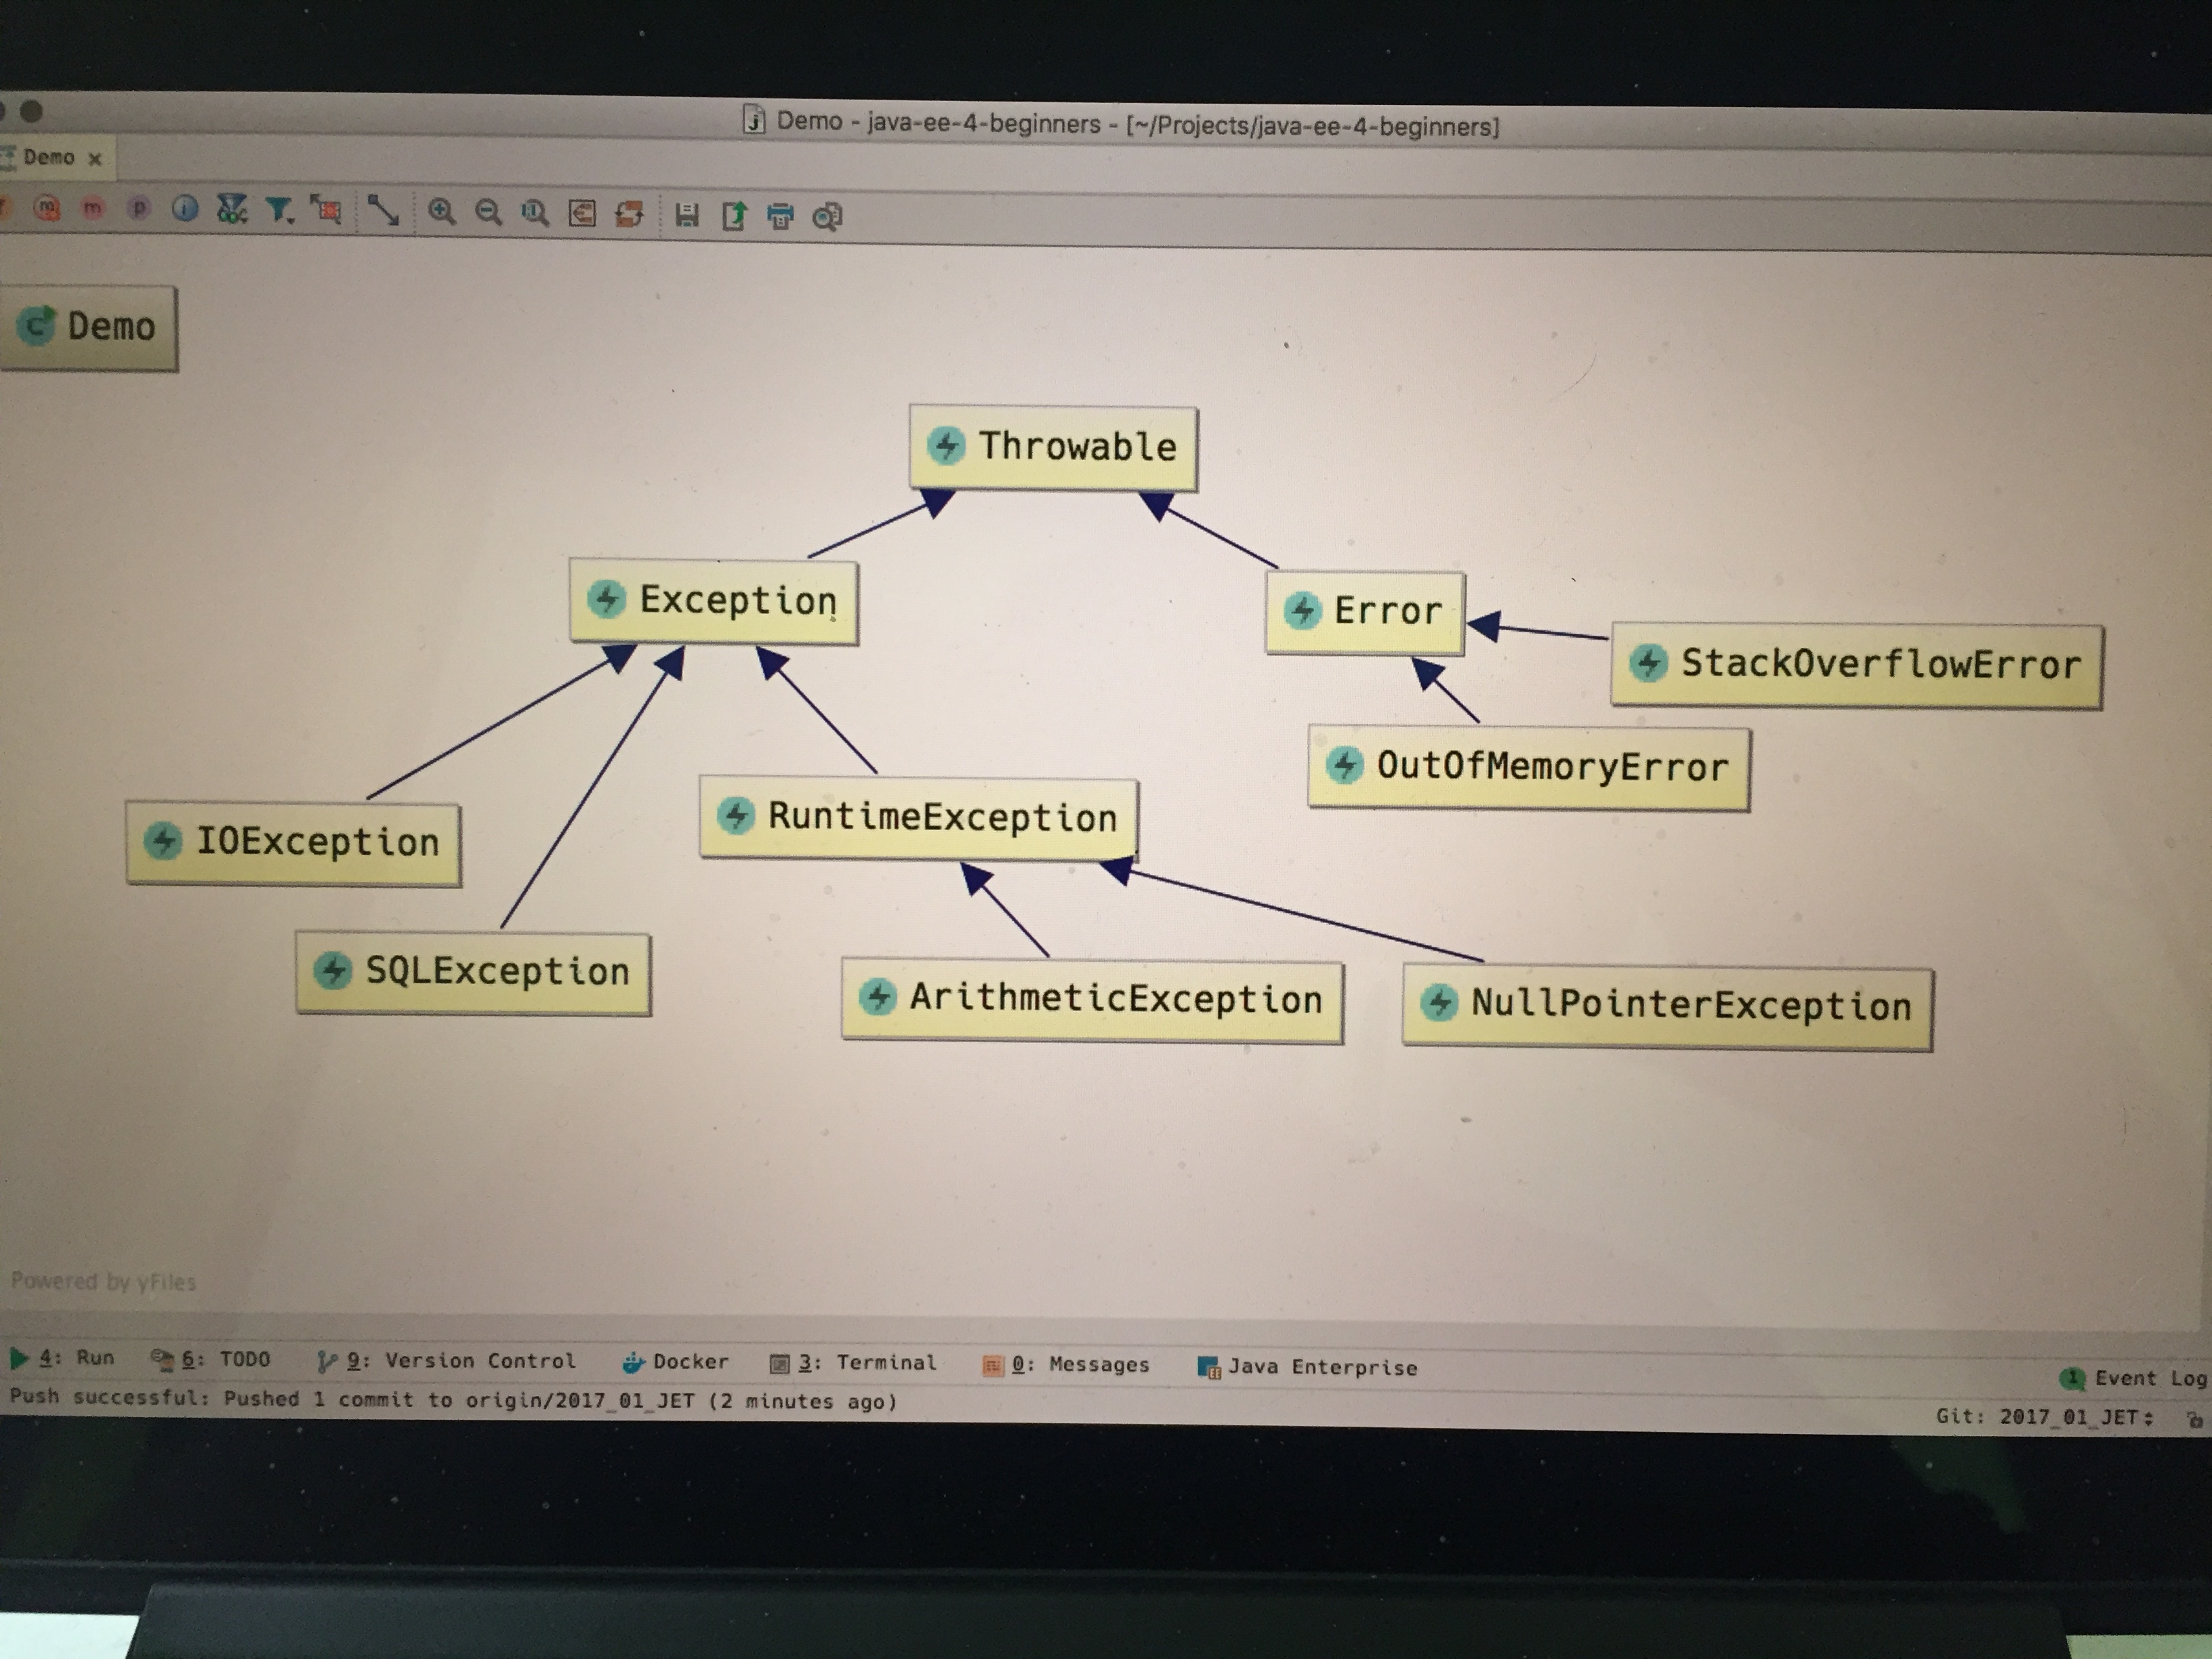 Demo - java-ee-4-beginners - [~/Projects/java-ee-4-beginners]
Demo
Demo
Throwable
Exception
Error
StackOverflowError
OutOfMemoryError
RuntimeException
IOException
SQLException
ArithmeticException
NullPointerException
Powered by yFiles
4: Run 6: TODO 9: Version Control Docker 3: Terminal 0: Messages Java Enterprise 1 Event Log
Push successful: Pushed 1 commit to origin/2017_01_JET (2 minutes ago) Git: 2017_01_JET